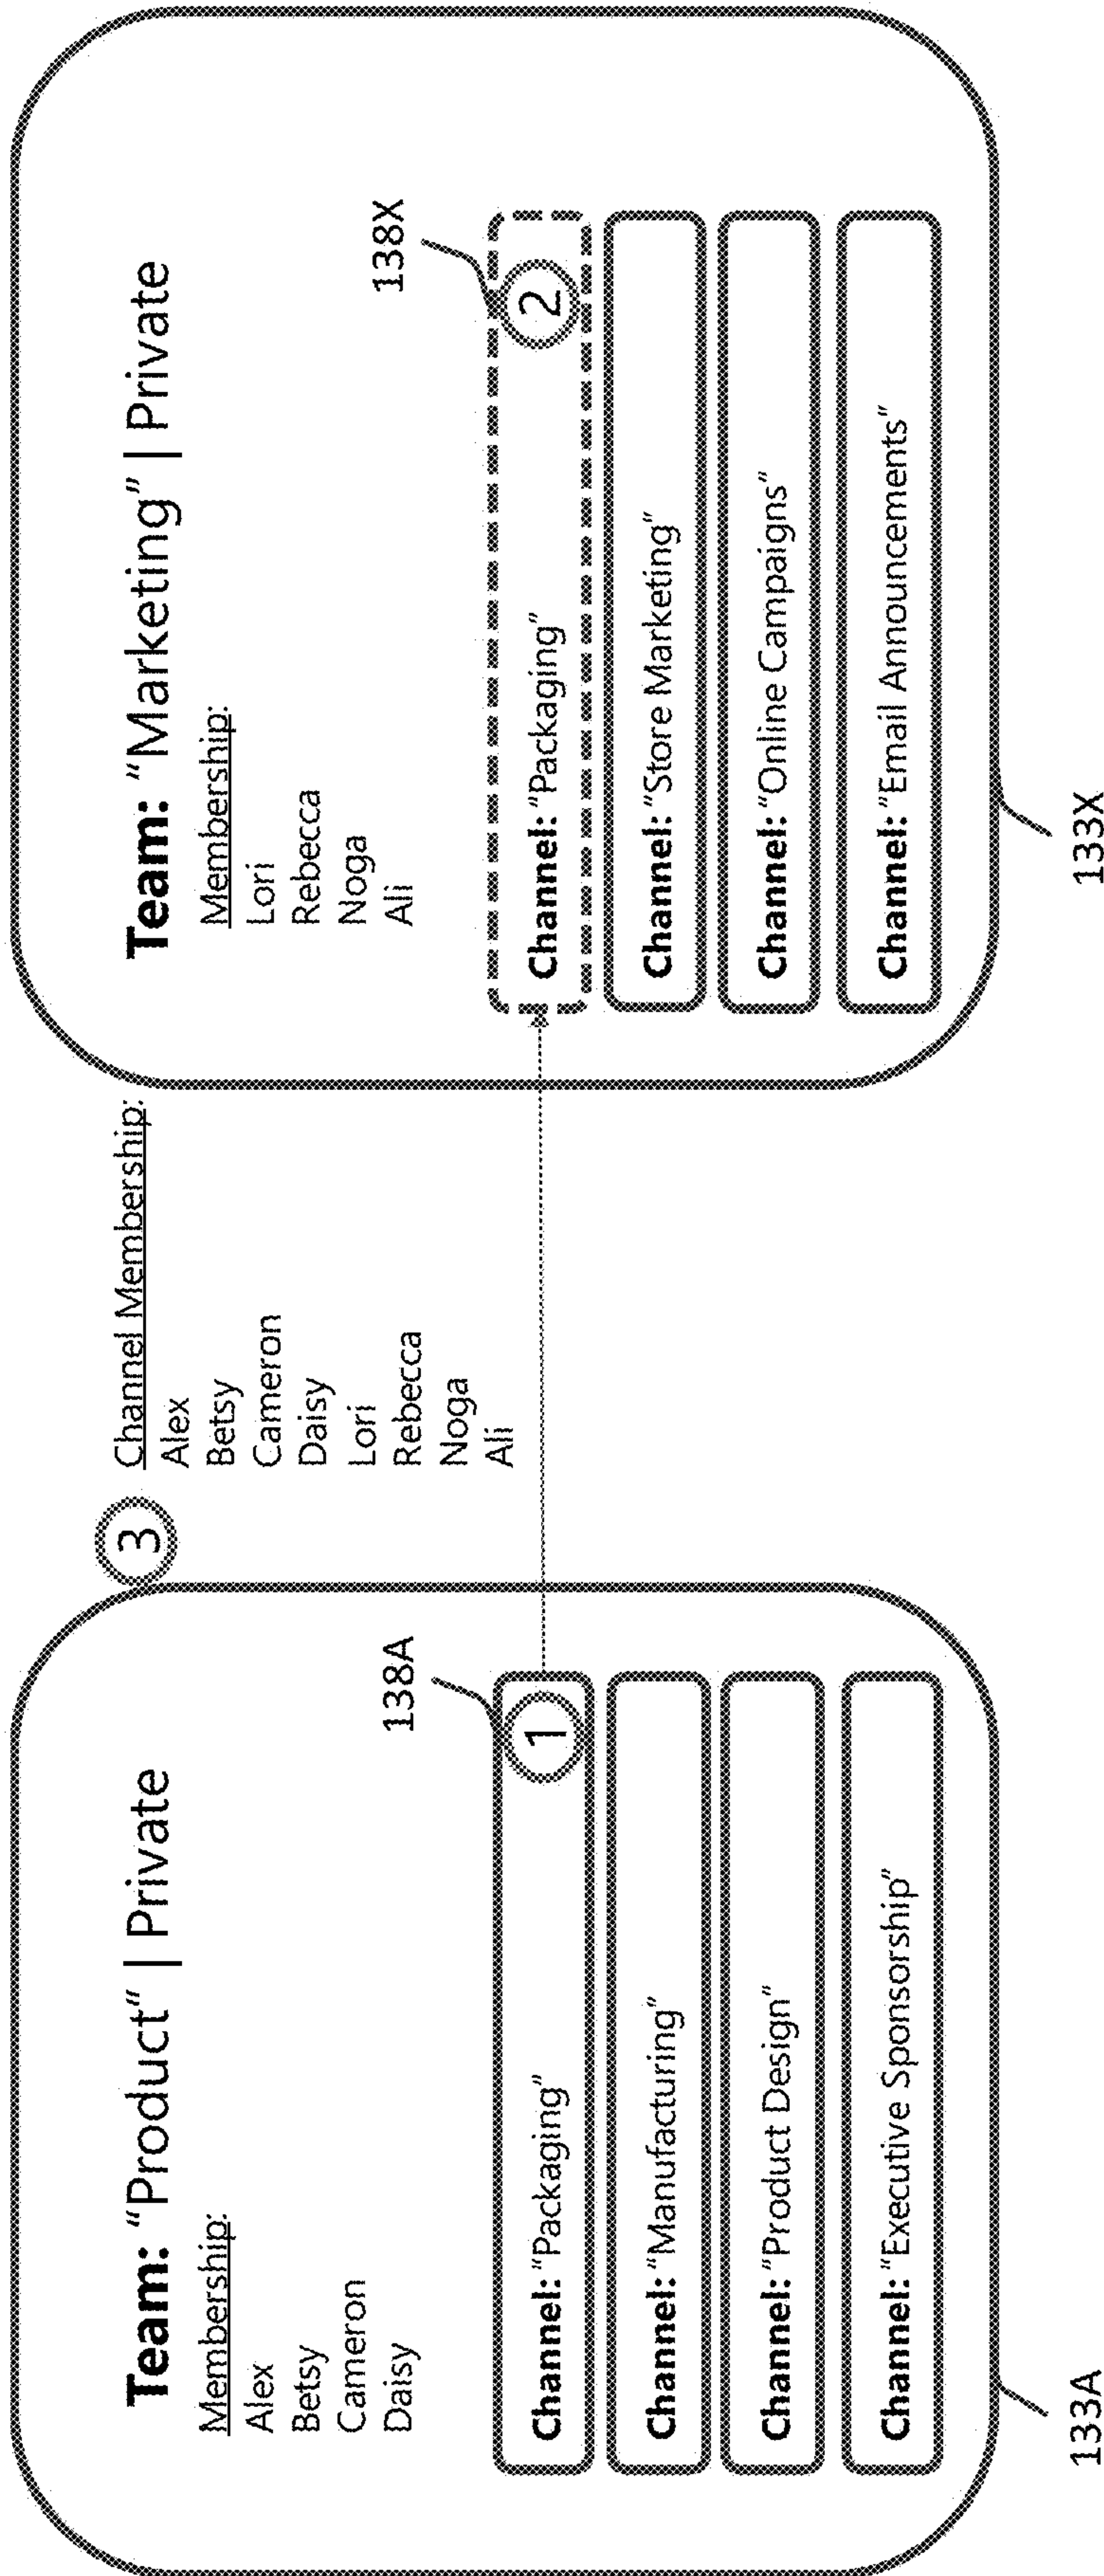 Team: “Product“ | Private
Membership:
Alex
Betsy
Cameron
Daisy
138A
Channel: “Packaging”
1
Channel: “Manufacturing”
Channel: “Product Design”
Channel: “Executive Sponsorship”
133A
3
Channel Membership:
Alex
Betsy
Cameron
Daisy
Lori
Rebecca
Noga
Ali
Team: “Marketing” | Private
Membership:
Lori
Rebecca
Noga
Ali
138X
Channel: “Packaging”
2
Channel: “Store Marketing”
Channel: “Online Campaigns”
Channel: “Email Announcements”
133X